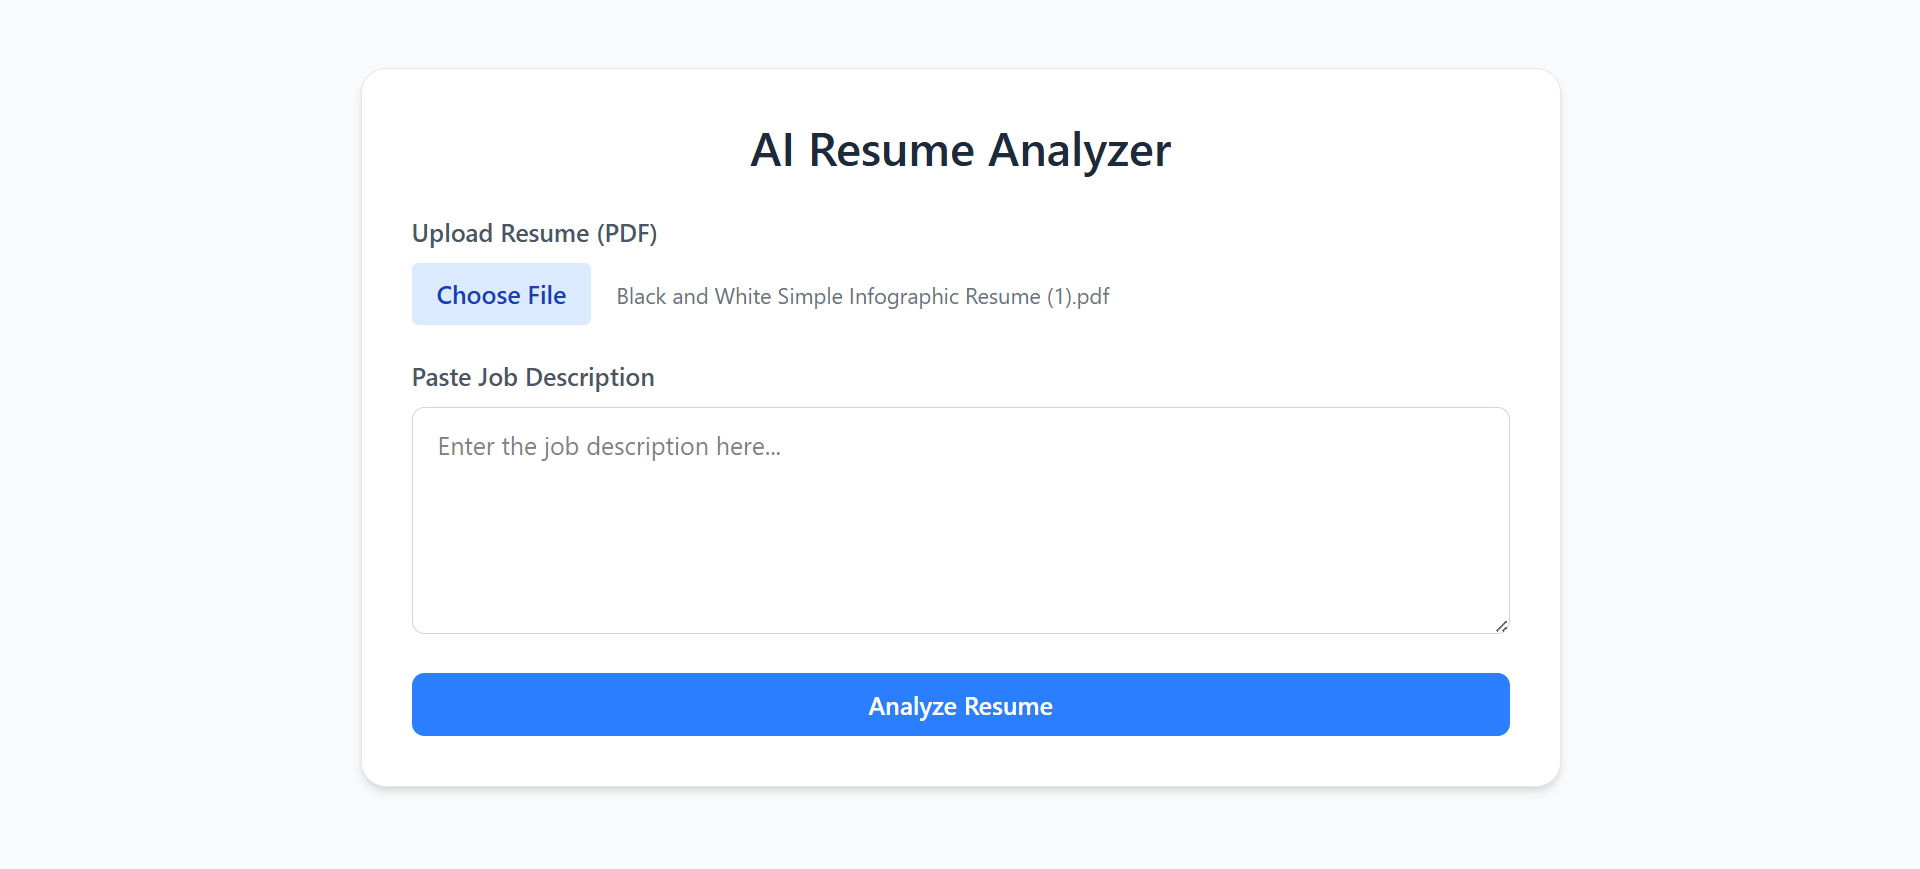 AI Resume Analyzer
Upload Resume (PDF)
Choose File Black and White Simple Infographic Resume (1).pdf
Paste Job Description
Enter the job description here...
Analyze Resume